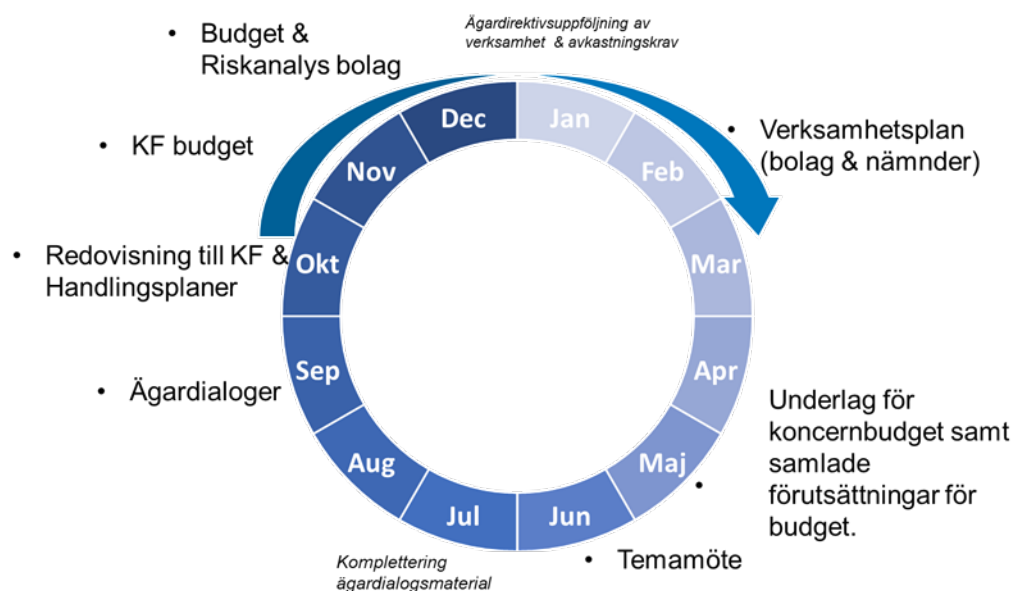 Ägardirektivsuppföljning av
verksamhet & avkastningskrav
• Budget &
Riskanalys bolag
• KF budget
• Redovisning till KF &
Handlingsplaner
• Ägardialoger
Dec
Jan
Nov
Feb
Okt
Mar
Sep
Apr
Aug
Maj
Jul
Jun
• Verksamhetsplan
(bolag & nämnder)
• Underlag för
koncernbudget samt
samlade
förutsättningar för
budget.
• Temamöte
Komplettering
ägardialogsmaterial